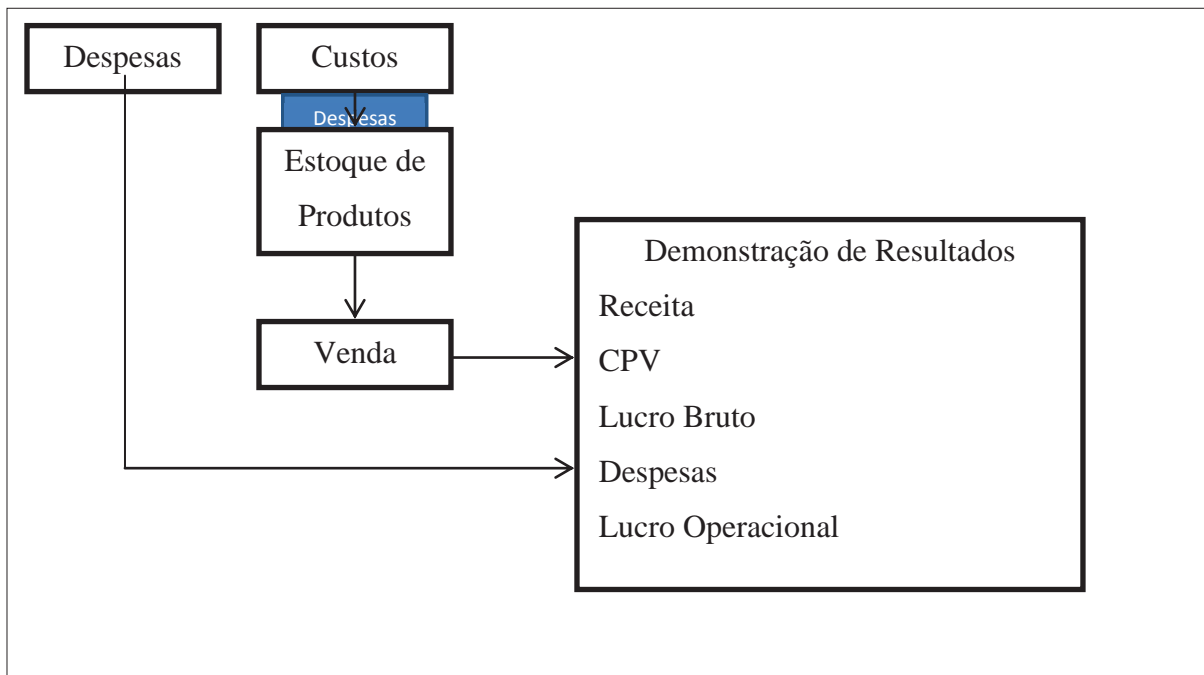 Despesas
Custos
Despesas
Estoque de
Produtos
Venda
Demonstração de Resultados
Receita
CPV
Lucro Bruto
Despesas
Lucro Operacional